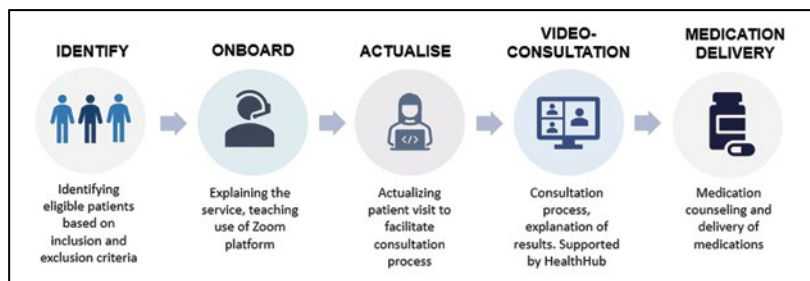 IDENTIFY
Identifying
eligible patients
based on
inclusion and
exclusion criteria
ONBOARD
Explaining the
service, teaching
use of Zoom
platform
ACTUALISE
</>
Actualizing
patient visit to
facilitate
consultation
process
VIDEO-
CONSULTATION
Consultation
process,
explanation of
results. Supported
by HealthHub
MEDICATION
DELIVERY
Medication
counseling and
delivery of
medications